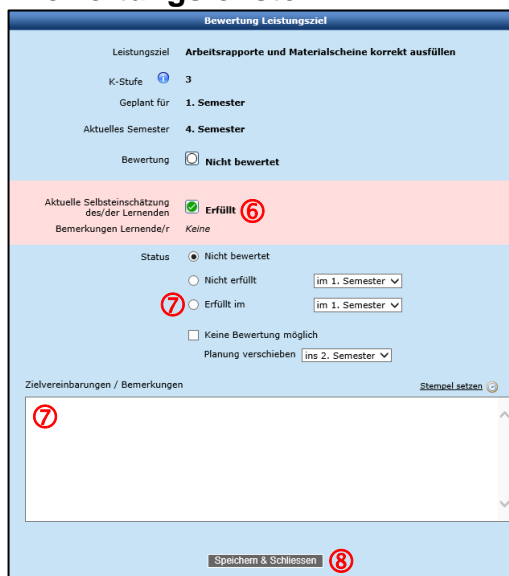 Bewertung Leistungsziel
Leistungsziel Arbeitsrapporte und Materialscheine korrekt ausfüllen
K-Stufe i 3
Geplant für 1. Semester
Aktuelles Semester 4. Semester
Bewertung Nicht bewertet
Aktuelle Selbsteinschätzung
des/der Lernenden Erfüllt ⑥
Bemerkungen Lernende/r Keine
Status Nicht bewertet
Nicht erfüllt im 1. Semester
⑦ Erfüllt im im 1. Semester
Keine Bewertung möglich
Planung verschieben ins 2. Semester
Zielvereinbarungen / Bemerkungen Stempel setzen
⑦
Speichern & Schliessen ⑧